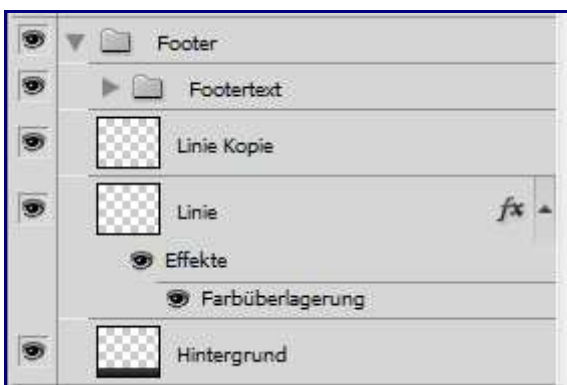 Footer
Footertext
Linie Kopie
Linie fx
Effekte
Farbüberlagerung
Hintergrund